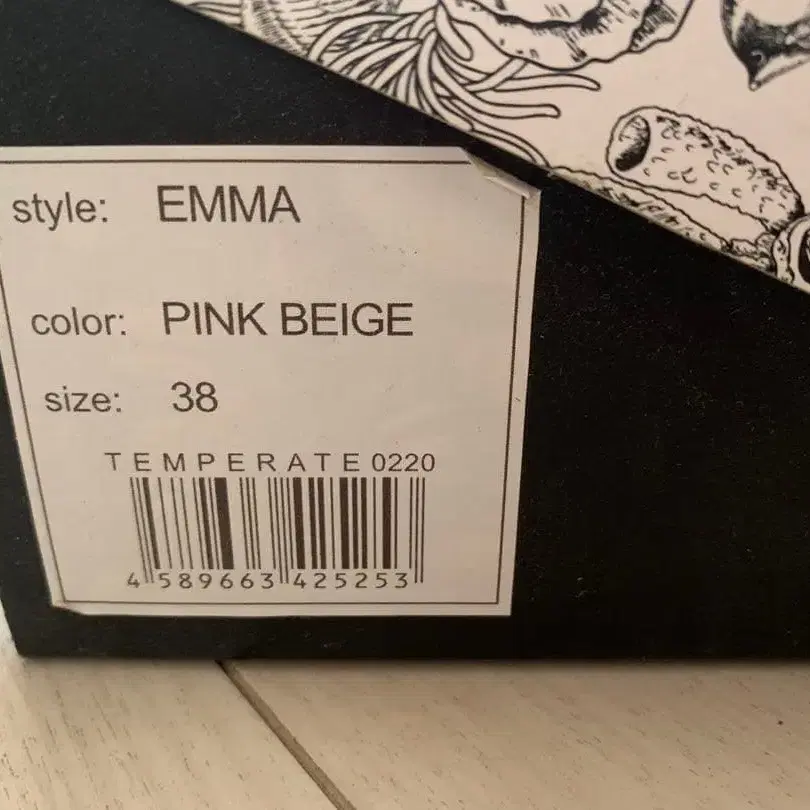 style: EMMA
color: PINK BEIGE
size: 38
TEMPERATE 0220
4 589663 425253